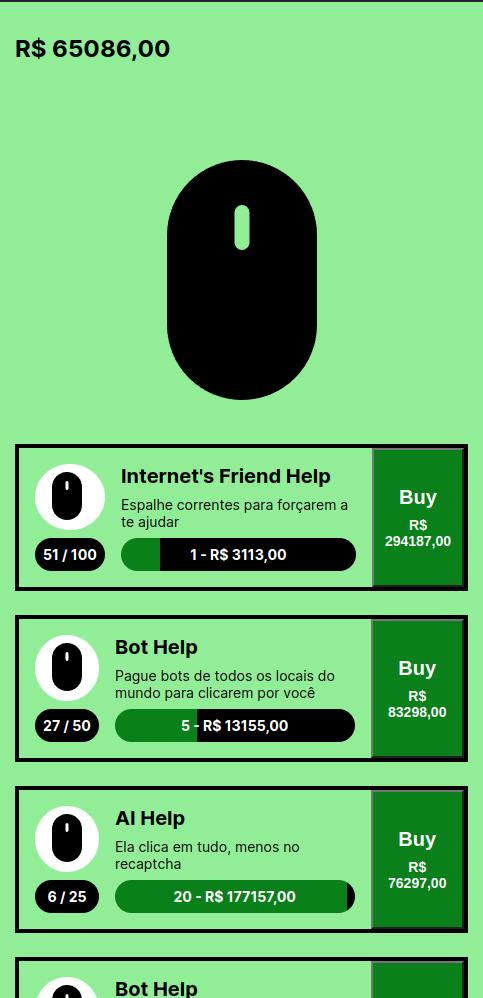 R$ 65086,00
Internet's Friend Help
Espalhe correntes para forçarem a
te ajudar
51 / 100
1 - R$ 3113,00
Buy
R$
294187,00
Bot Help
Pague bots de todos os locais do
mundo para clicarem por você
27 / 50
5 - R$ 13155,00
Buy
R$
83298,00
AI Help
Ela clica em tudo, menos no
recaptcha
6 / 25
20 - R$ 177157,00
Buy
R$
76297,00
Bot Help